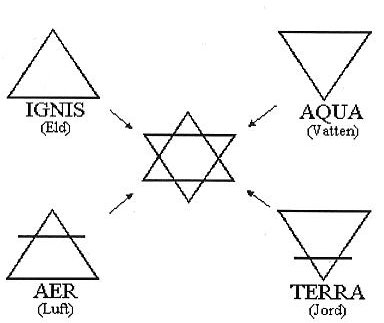 IGNIS
(Eld)
AQUA
(Vatten)
AER
(Luft)
TERRA
(Jord)